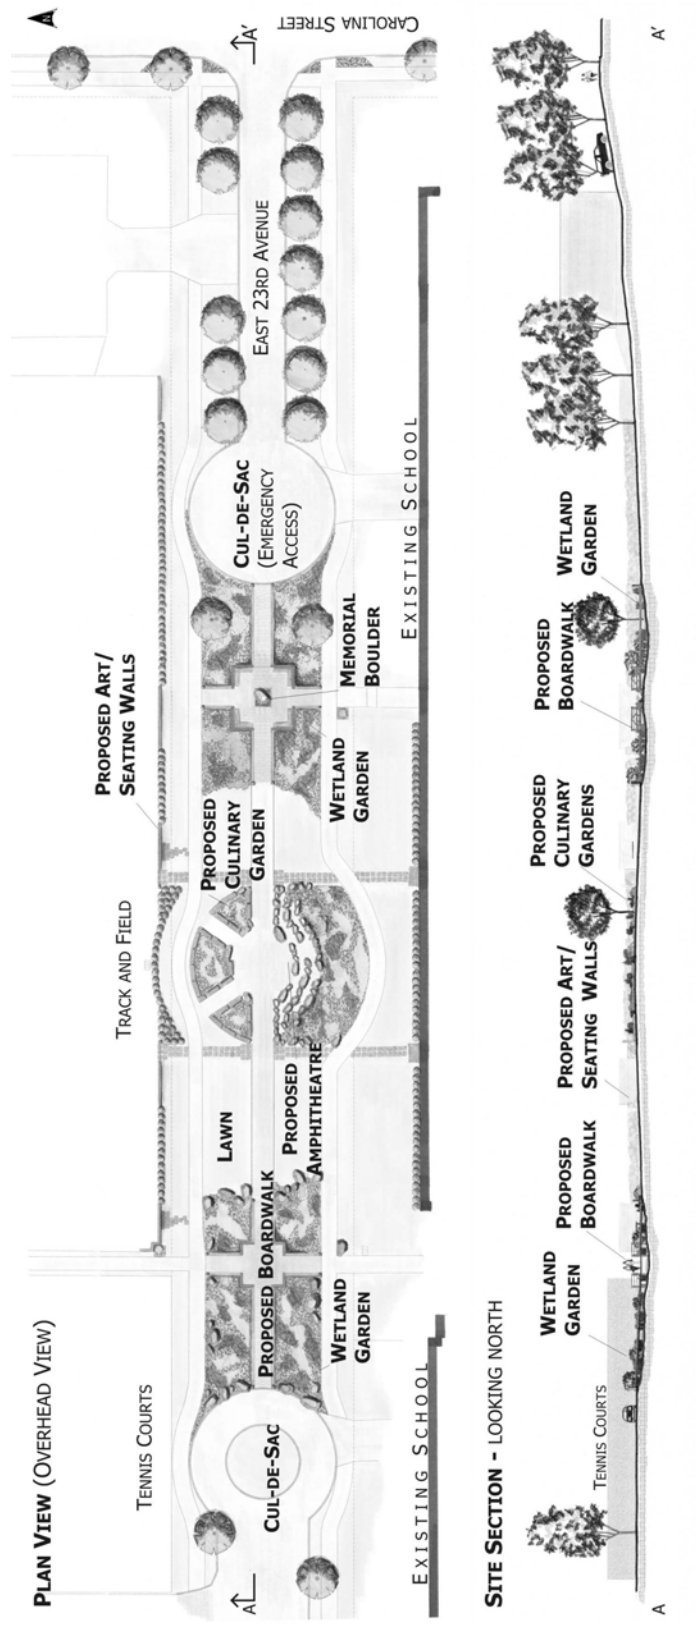 PLAN VIEW (OVERHEAD VIEW)
N
TENNIS COURTS
TRACK AND FIELD
PROPOSED ART/
SEATING WALLS
CAROLINA STREET
A
A'
CUL-DE-SAC
PROPOSED BOARDWALK
WETLAND
GARDEN
LAWN
PROPOSED
AMPHITHEATRE
PROPOSED
CULINARY
GARDEN
WETLAND
GARDEN
MEMORIAL
BOULDER
CUL-DE-SAC
(EMERGENCY
ACCESS)
EAST 23RD AVENUE
EXISTING SCHOOL
EXISTING SCHOOL
SITE SECTION - LOOKING NORTH
TENNIS COURTS
WETLAND
GARDEN
PROPOSED
BOARDWALK
PROPOSED ART/
SEATING WALLS
PROPOSED
CULINARY
GARDENS
PROPOSED
BOARDWALK
WETLAND
GARDEN
A
A'